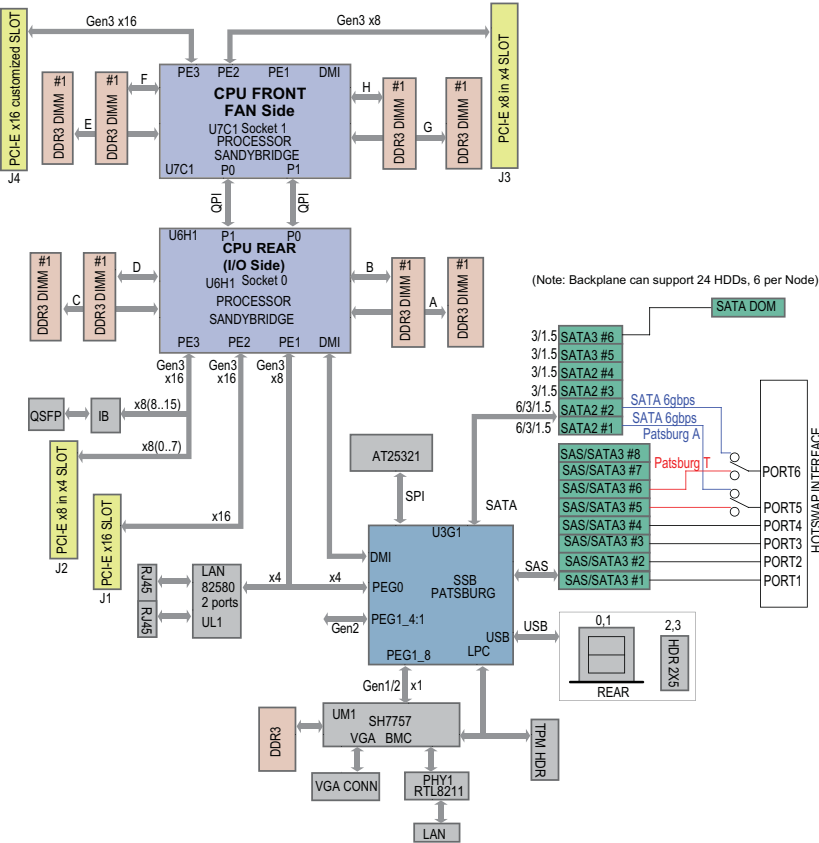 Gen3 x16
Gen3 x8
PCI-E x16 customized SLOT
J4
PCI-E x8 in x4 SLOT
J3
PE3 PE2 PE1 DMI
CPU FRONT
FAN Side
U7C1 Socket 1
PROCESSOR
SANDYBRIDGE
U7C1 P0 P1
#1
DDR3 DIMM
#1
DDR3 DIMM
F
E
H
G
#1
DDR3 DIMM
#1
DDR3 DIMM
QPI
QPI
U6H1 P1 P0
CPU REAR
(I/O Side)
U6H1 Socket 0
PROCESSOR
SANDYBRIDGE
PE3 PE2 PE1 DMI
#1
DDR3 DIMM
#1
DDR3 DIMM
D
C
B
A
#1
DDR3 DIMM
#1
DDR3 DIMM
Gen3
x16
Gen3
x16
Gen3
x8
QSFP
IB
x8(8..15)
x8(0..7)
PCI-E x8 in x4 SLOT
J2
PCI-E x16 SLOT
J1
x16
RJ45
RJ45
LAN
82580
2 ports
UL1
x4
x4
AT25321
SPI
SATA
U3G1
DMI
PEG0
SSB
PATSBURG
PEG1_4:1
Gen2
USB
LPC
PEG1_8
SAS
USB
Gen1/2 x1
UM1
SH7757
VGA BMC
DDR3
VGA CONN
PHY1
RTL8211
LAN
TPM HDR
(Note: Backplane can support 24 HDDs, 6 per Node)
SATA DOM
3/1.5 SATA3 #6
3/1.5 SATA3 #5
3/1.5 SATA2 #4
3/1.5 SATA2 #3
6/3/1.5 SATA2 #2
6/3/1.5 SATA2 #1
SATA 6gbps
SATA 6gbps
Patsburg A
Patsburg T
SAS/SATA3 #8
SAS/SATA3 #7
SAS/SATA3 #6
SAS/SATA3 #5
SAS/SATA3 #4
SAS/SATA3 #3
SAS/SATA3 #2
SAS/SATA3 #1
PORT6
PORT5
PORT4
PORT3
PORT2
PORT1
HOTSWAP INTERFACE
0,1
REAR
2,3
HDR 2X5